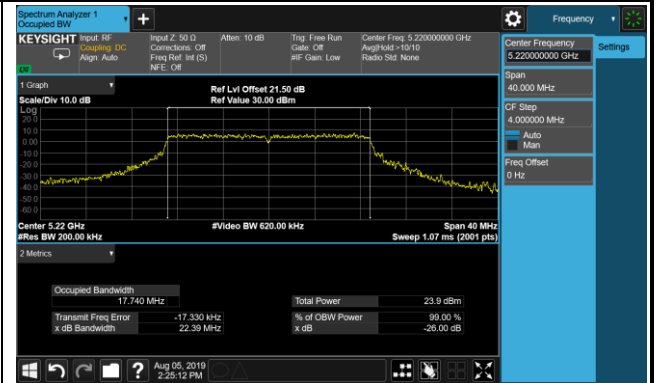 Spectrum Analyzer 1
Occupied BW
Frequency
KEYSIGHT
Input: RF
Coupling: DC
Align: Auto
Input Z: 50 Ω
Corrections: Off
Freq Ref: Int (S)
NFE: Off
Atten: 10 dB
Trig: Free Run
Gate: Off
#IF Gain: Low
Center Freq: 5.220000000 GHz
Avg|Hold:>10/10
Radio Std: None
Center Frequency
5.220000000 GHz
Settings
Span
40.000 MHz
CF Step
4.000000 MHz
Auto
Man
Freq Offset
0 Hz
1 Graph
Scale/Div 10.0 dB
Ref Lvl Offset 21.50 dB
Ref Value 30.00 dBm
Log
20.0
10.0
0.00
-10.0
-20.0
-30.0
-40.0
-50.0
-60.0
Center 5.22 GHz
#Res BW 200.00 kHz
#Video BW 620.00 kHz
Span 40 MHz
Sweep 1.07 ms (2001 pts)
2 Metrics
Occupied Bandwidth
17.740 MHz
Total Power 23.9 dBm
Transmit Freq Error -17.330 kHz
% of OBW Power 99.00 %
x dB Bandwidth 22.39 MHz
x dB -26.00 dB
?
Aug 05, 2019
2:25:12 PM